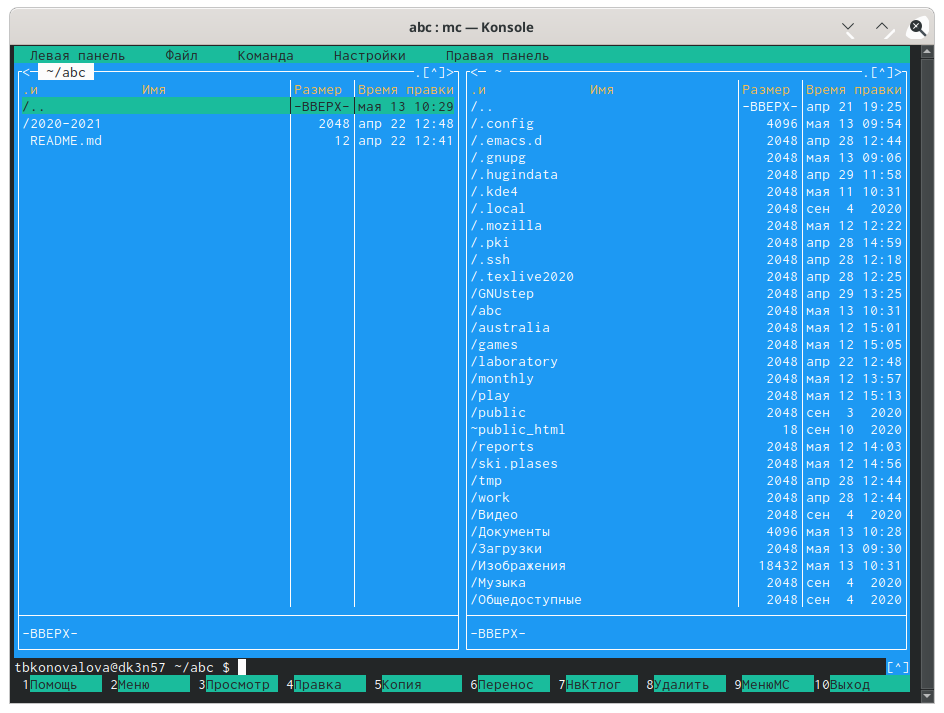 abc : mc — Konsole
Левая панель Файл Команда Настройки Правая панель
<— ~/abc .[^]>
.и Имя Размер Время правки
/.. -ВВЕРХ- мая 13 10:29
/2020-2021 2048 апр 22 12:48
README.md 12 апр 22 12:41
-ВВЕРХ-
<— ~ .[^]>
.и Имя Размер Время правки
/.. -ВВЕРХ- апр 21 19:25
/.config 4096 мая 13 09:54
/.emacs.d 2048 апр 28 12:44
/.gnupg 2048 мая 13 09:06
/.hugindata 2048 апр 29 11:58
/.kde4 2048 мая 11 10:31
/.local 2048 сен 4 2020
/.mozilla 2048 мая 12 12:22
/.pki 2048 апр 28 14:59
/.ssh 2048 апр 28 12:18
/.texlive2020 2048 апр 28 12:25
/GNUstep 2048 апр 29 13:25
/abc 2048 мая 13 10:31
/australia 2048 мая 12 15:01
/games 2048 мая 12 15:05
/laboratory 2048 апр 22 12:48
/monthly 2048 мая 12 13:57
/play 2048 мая 12 15:13
/public 2048 сен 3 2020
~public_html 18 сен 10 2020
/reports 2048 мая 12 14:03
/ski.plases 2048 мая 12 14:56
/tmp 2048 апр 28 12:44
/work 2048 апр 28 12:44
/Видео 2048 сен 4 2020
/Документы 4096 мая 13 10:28
/Загрузки 2048 мая 13 09:30
/Изображения 18432 мая 13 10:31
/Музыка 2048 сен 4 2020
/Общедоступные 2048 сен 4 2020
-ВВЕРХ-
tbkonovalova@dk3n57 ~/abc $ [^]
1Помощь 2Меню 3Просмотр 4Правка 5Копия 6Перенос 7НвКтлог 8Удалить 9МенюMC 10Выход